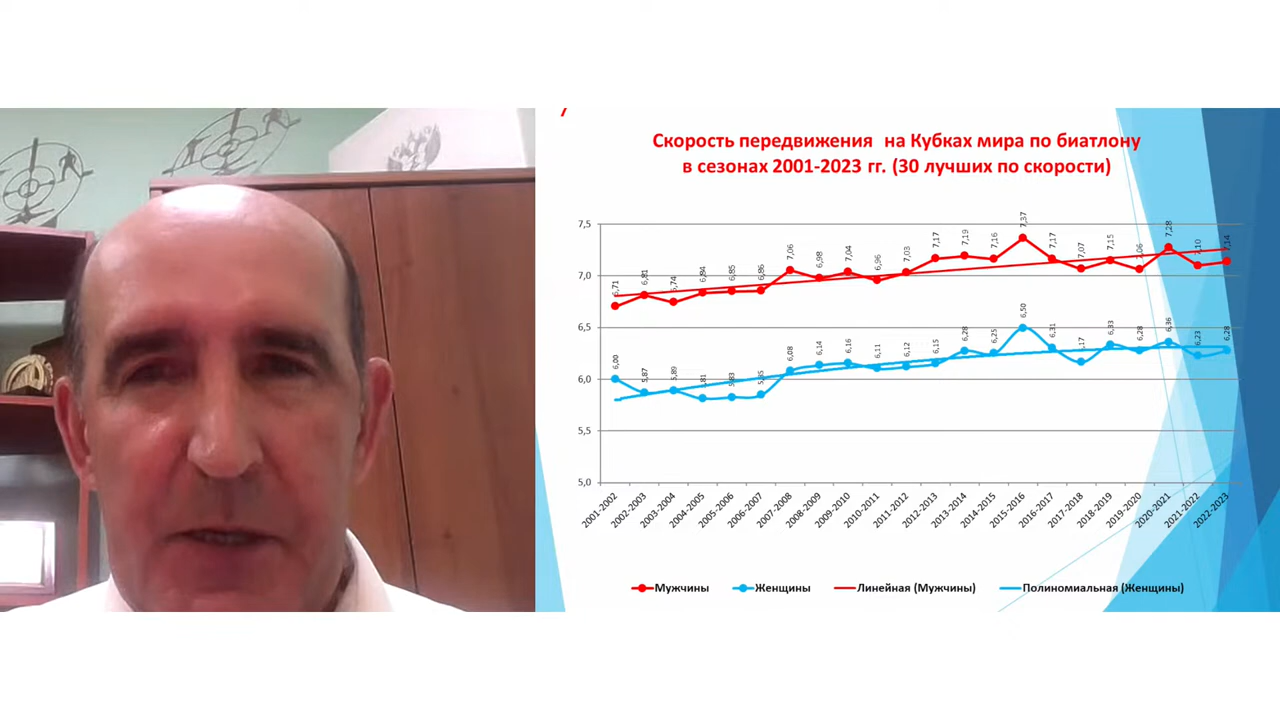 Скорость передвижения на Кубках мира по биатлону
в сезонах 2001-2023 гг. (30 лучших по скорости)
7,5
7,0
6,5
6,0
5,5
5,0
6,71 6,81 6,74 6,84 6,85 6,86 7,06 6,98 7,04 6,96 7,03 7,17 7,19 7,16 7,37 7,17 7,07 7,15 7,06 7,28 7,10 7,14
6,00 5,87 5,89 5,81 5,83 5,85 6,08 6,14 6,16 6,11 6,12 6,15 6,28 6,25 6,50 6,31 6,17 6,33 6,28 6,36 6,23 6,28
2001-2002 2002-2003 2003-2004 2004-2005 2005-2006 2006-2007 2007-2008 2008-2009 2009-2010 2010-2011 2011-2012 2012-2013 2013-2014 2014-2015 2015-2016 2016-2017 2017-2018 2018-2019 2019-2020 2020-2021 2021-2022 2022-2023
Мужчины Женщины Линейная (Мужчины) Полиномиальная (Женщины)